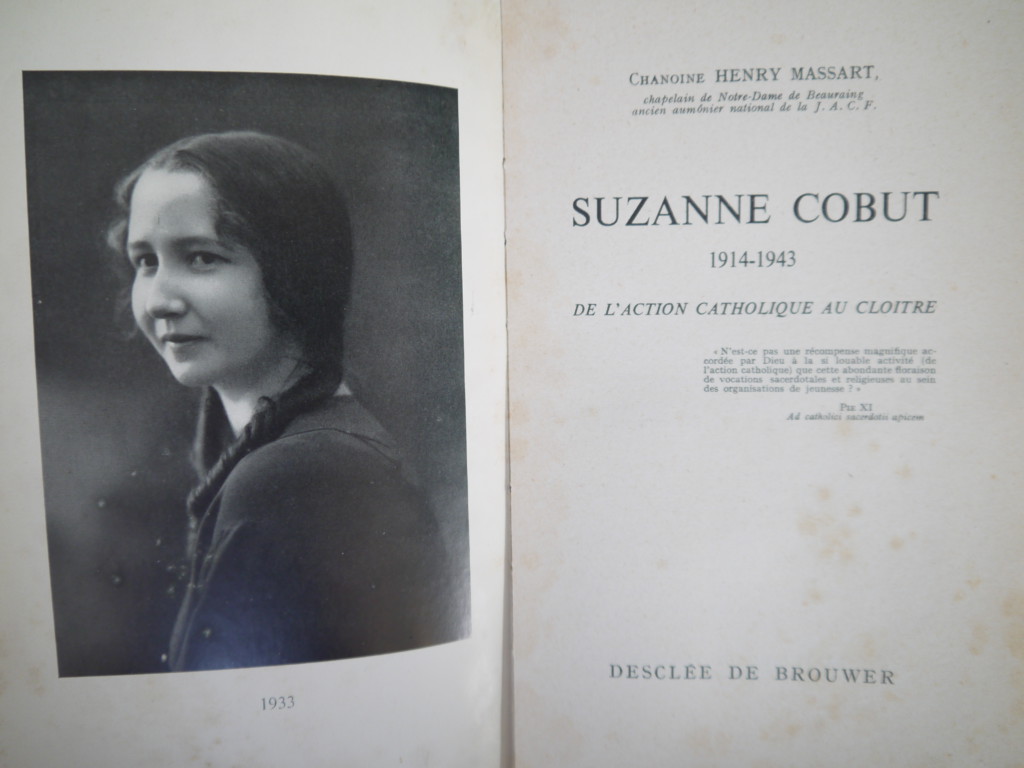 1933
CHANOINE HENRY MASSART,
chapelain de Notre-Dame de Beauraing
ancien aumônier national de la J. A. C. F.
SUZANNE COBUT
1914-1943
DE L'ACTION CATHOLIQUE AU CLOITRE
« N'est-ce pas une récompense magnifique ac-
cordée par Dieu à la si louable activité (de
l'action catholique) que cette abondante floraison
de vocations sacerdotales et religieuses au sein
des organisations de jeunesse ? »
PIE XI
Ad catholici sacerdotii apicem
DESCLÉE DE BROUWER